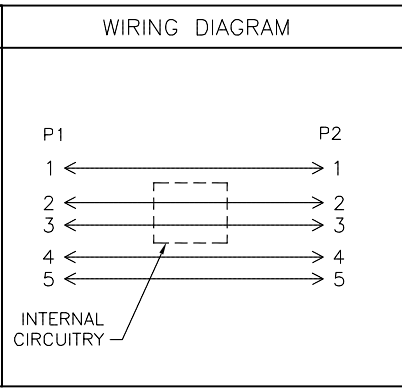 WIRING DIAGRAM
P1 P2
1 1
2 2
3 3
4 4
5 5
INTERNAL
CIRCUITRY